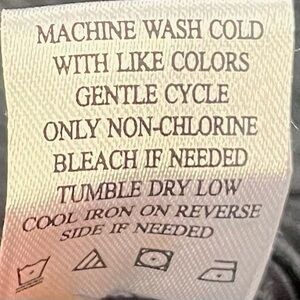 MACHINE WASH COLD
WITH LIKE COLORS
GENTLE CYCLE
ONLY NON-CHLORINE
BLEACH IF NEEDED
TUMBLE DRY LOW
COOL IRON ON REVERSE
SIDE IF NEEDED